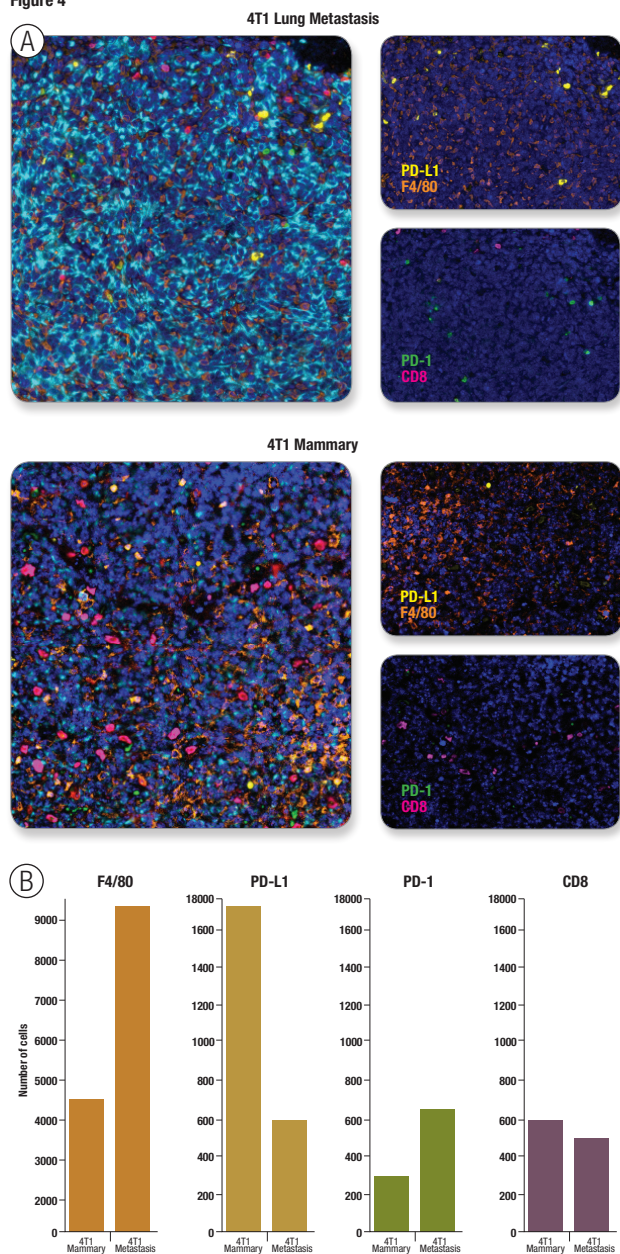 Figure 4
4T1 Lung Metastasis
A
PD-L1
F4/80
PD-1
CD8
4T1 Mammary
PD-L1
F4/80
PD-1
CD8
B
F4/80
PD-L1
PD-1
CD8
Number of cells
9000
8000
7000
6000
5000
4000
3000
2000
0
4T1
Mammary
4T1
Metastasis
18000
1600
1400
1200
1000
800
600
400
200
0
4T1
Mammary
4T1
Metastasis
18000
1600
1400
1200
1000
800
600
400
200
0
4T1
Mammary
4T1
Metastasis
18000
1600
1400
1200
1000
800
600
400
200
0
4T1
Mammary
4T1
Metastasis